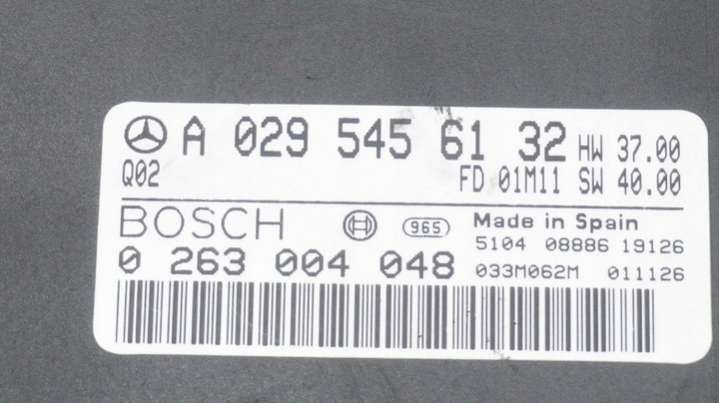 A 029 545 61 32 HW 37.00
Q02 FD 01M11 SW 40.00
BOSCH 965 Made in Spain
5104 08886 19126
0 263 004 048 033M062M 011126